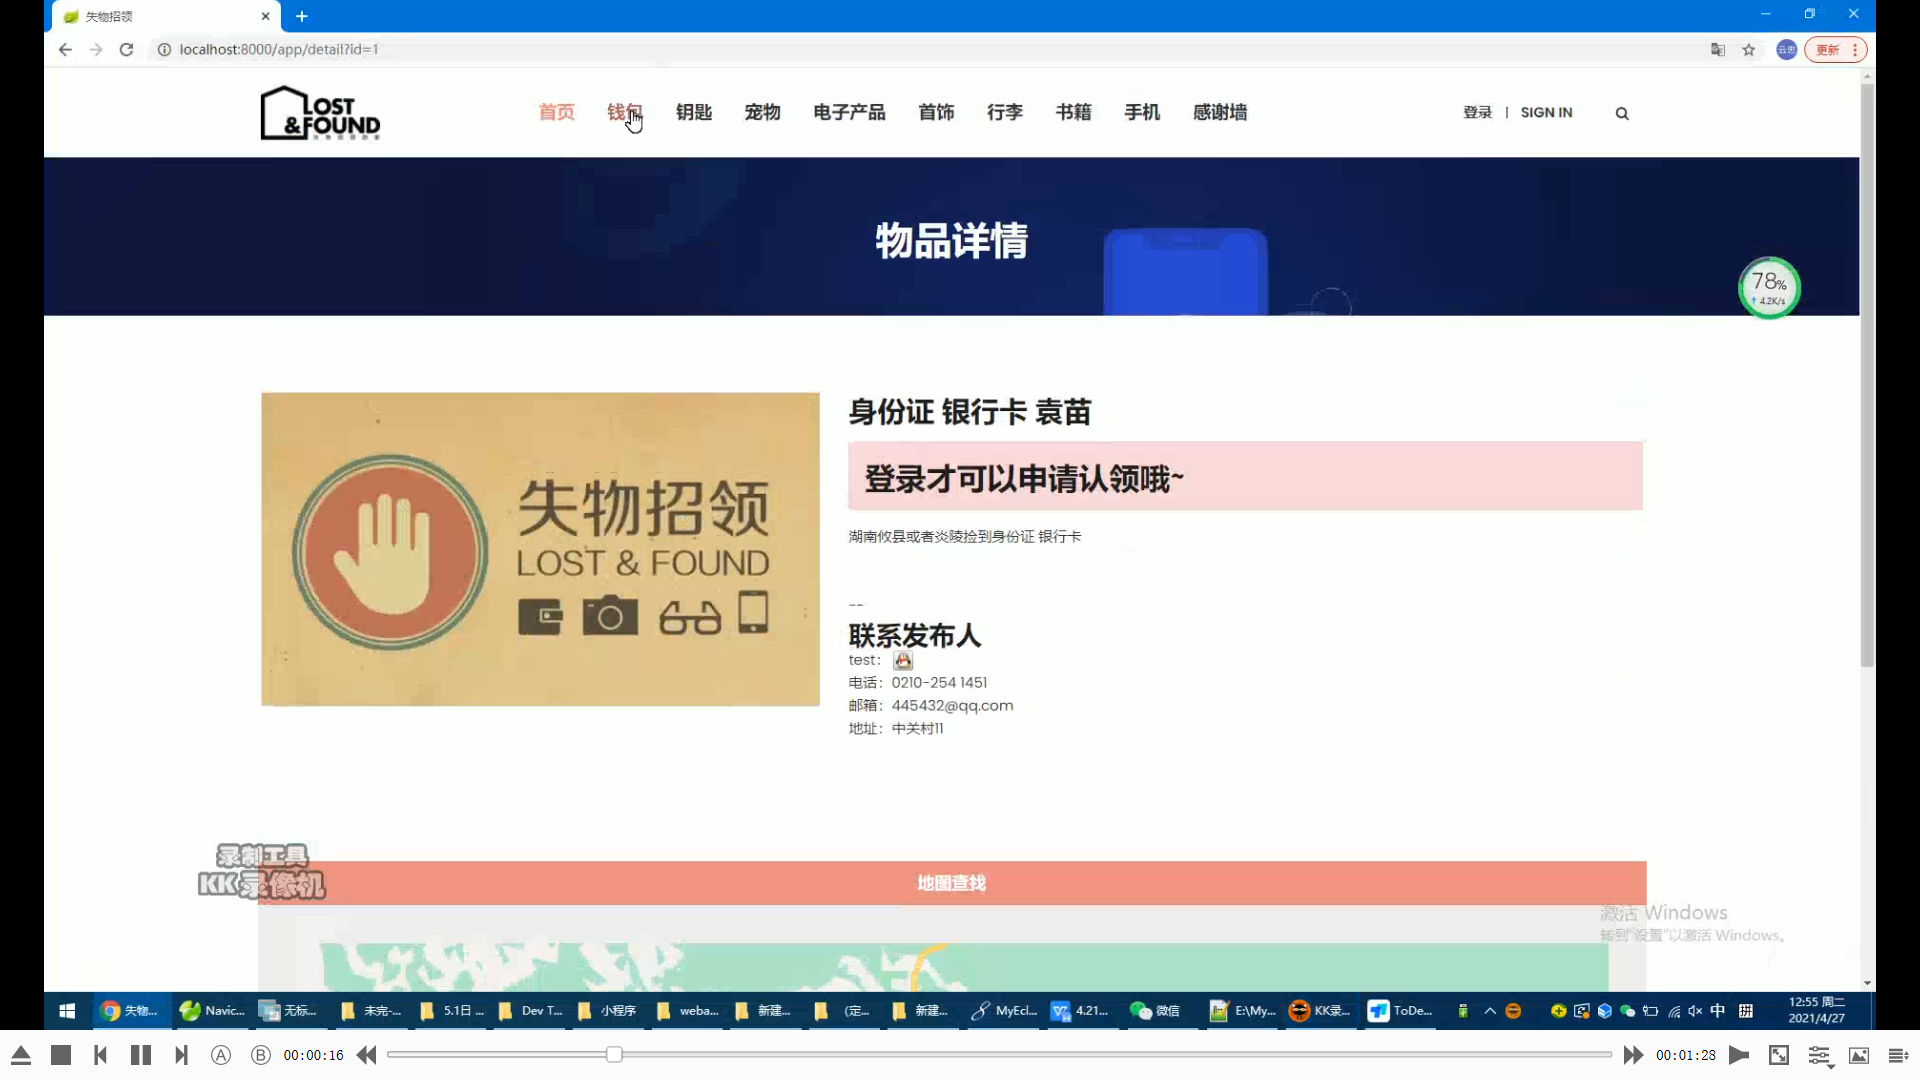 失物招领
localhost:8000/app/detail?id=1
云忠
更新
LOST
&FOUND
首页 钱包 钥匙 宠物 电子产品 首饰 行李 书籍 手机 感谢墙
登录 | SIGN IN
物品详情
78%
↑ 4.2K/s
失物招领
LOST & FOUND
身份证 银行卡 袁苗
登录才可以申请认领哦~
湖南攸县或者炎陵捡到身份证 银行卡
--
联系发布人
test：
电话：0210-254 1451
邮箱：445432@qq.com
地址：中关村11
录制工具
KK录像机
地图查找
激活 Windows
转到“设置”以激活 Windows。
失物... Navic... 无标... 未完-... 5.1日 ... Dev T... 小程序 weba... 新建... (定... 新建... MyEcl... 4.21... 微信 E:\My... KK录... ToDe... 中
12:55 周二
2021/4/27
A B 00:00:16 00:01:28